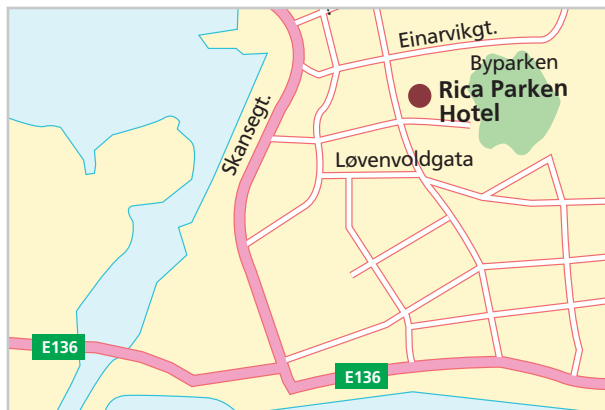 Einarvikgt.
Byparken
Rica Parken
Hotel
Skansegt.
Løvenvoldgata
E136
E136